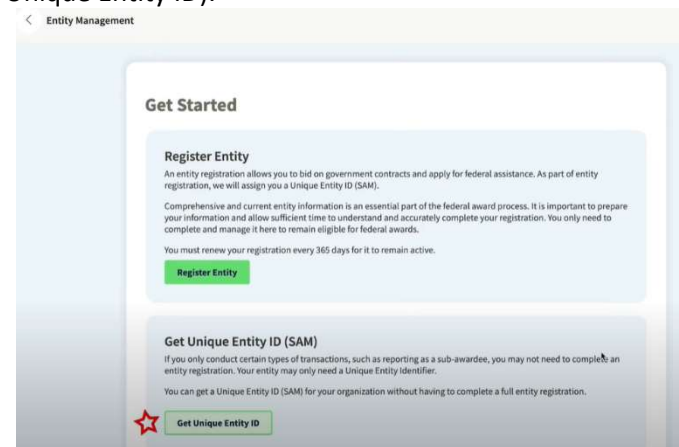 Unique Entity ID).
Entity Management
Get Started
Register Entity
An entity registration allows you to bid on government contracts and apply for federal assistance. As part of entity
registration, we will assign you a Unique Entity ID (SAM).
Comprehensive and current entity information is an essential part of the federal award process. It is important to prepare
your information and allow sufficient time to understand and accurately complete your registration. You only need to
complete and manage it here to remain eligible for federal awards.
You must renew your registration every 365 days for it to remain active.
Register Entity
Get Unique Entity ID (SAM)
If you only conduct certain types of transactions, such as reporting as a sub-awardee, you may not need to complete an
entity registration. Your entity may only need a Unique Entity Identifier.
You can get a Unique Entity ID (SAM) for your organization without having to complete a full entity registration.
Get Unique Entity ID